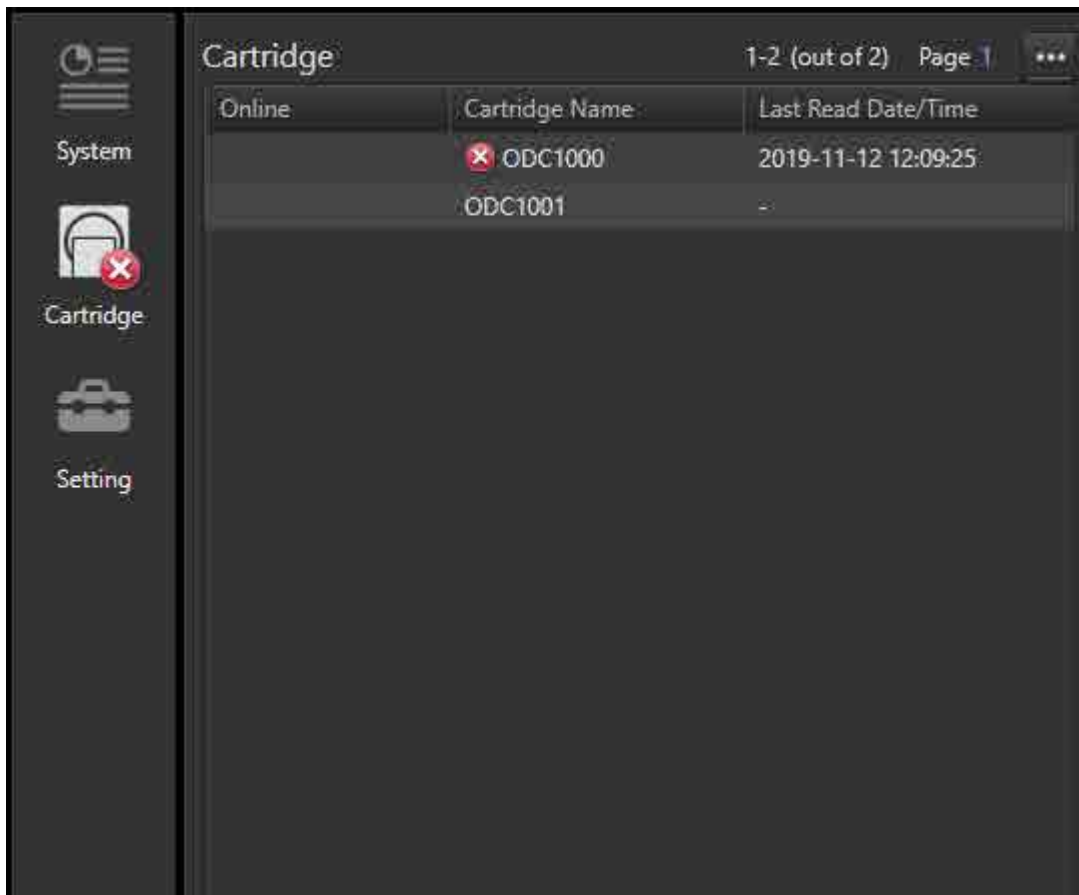 System
Cartridge
Setting
Cartridge 1-2 (out of 2) Page 1 •••
Online Cartridge Name Last Read Date/Time
ODC1000 2019-11-12 12:09:25
ODC1001 -